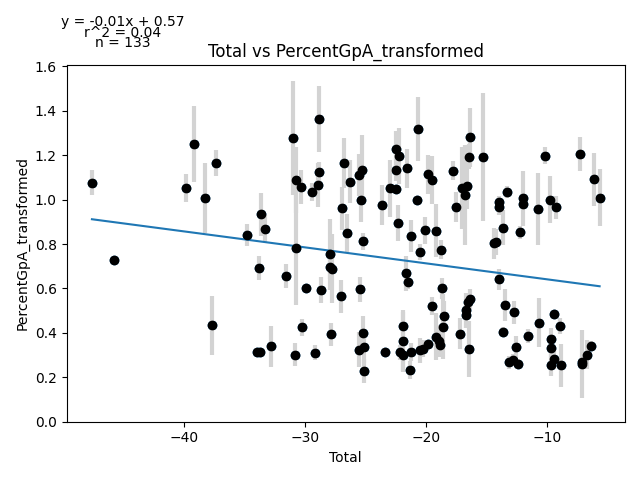 y = -0.01x + 0.57
r^2 = 0.04
n = 133
Total vs PercentGpA_transformed
1.6
1.4
1.2
1.0
0.8
0.6
0.4
0.2
0.0
PercentGpA_transformed
−40 −30 −20 −10
Total